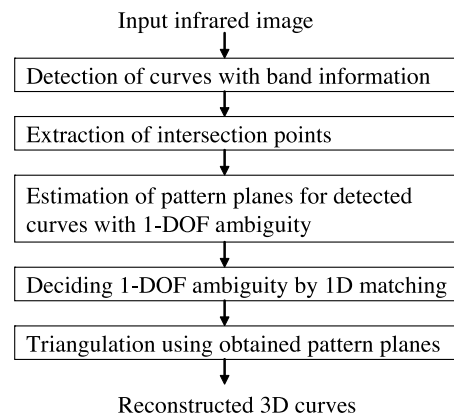 Input infrared image
Detection of curves with band information
Extraction of intersection points
Estimation of pattern planes for detected
curves with 1-DOF ambiguity
Deciding 1-DOF ambiguity by 1D matching
Triangulation using obtained pattern planes
Reconstructed 3D curves